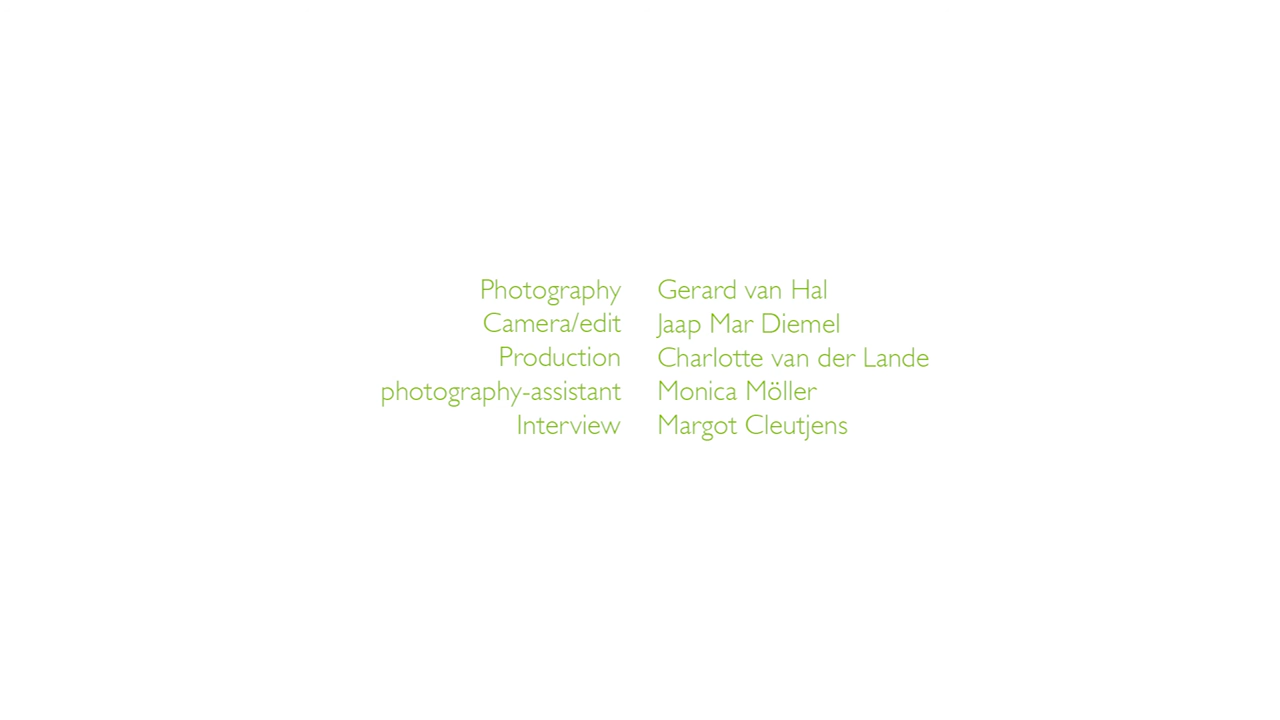 Photography Gerard van Hal
Camera/edit Jaap Mar Diemel
Production Charlotte van der Lande
photography-assistant Monica Möller
Interview Margot Cleutjens